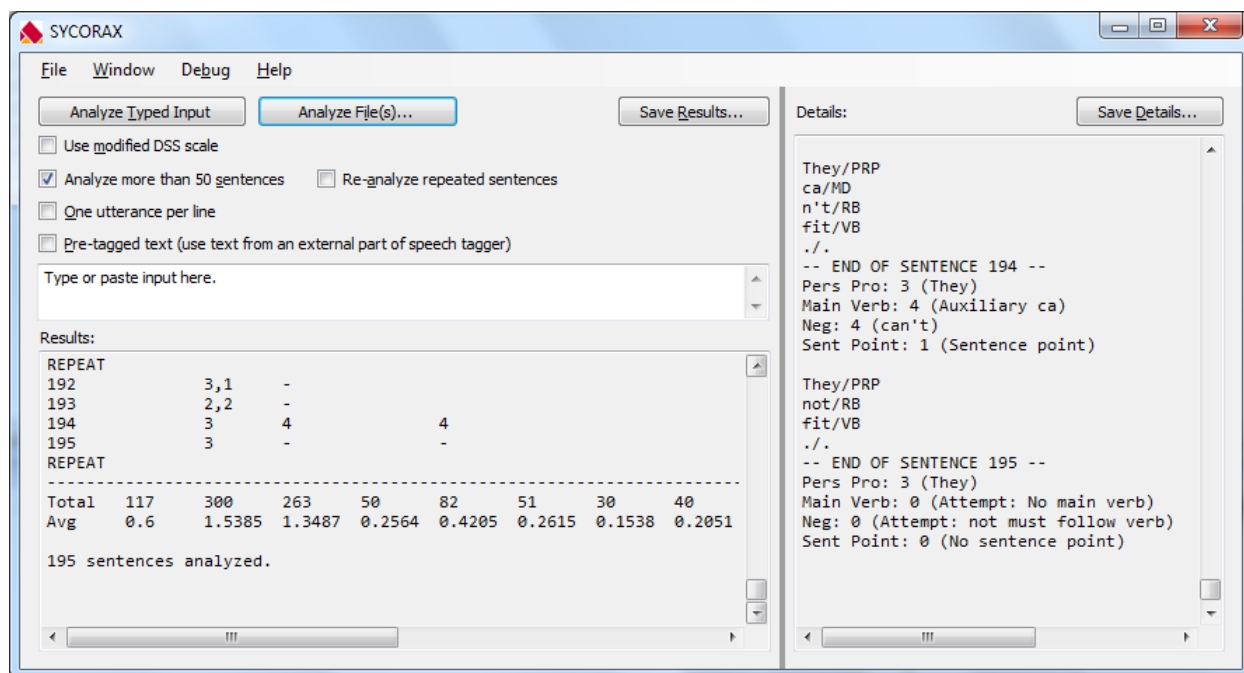 SYCORAX
File Window Debug Help
Analyze Typed Input Analyze File(s)... Save Results...
Use modified DSS scale
Analyze more than 50 sentences Re-analyze repeated sentences
One utterance per line
Pre-tagged text (use text from an external part of speech tagger)
Type or paste input here.
Results:
REPEAT
192 3,1 -
193 2,2 -
194 3 4 4
195 3 - -
REPEAT
----------------------------------------------------------------------
Total 117 300 263 50 82 51 30 40
Avg 0.6 1.5385 1.3487 0.2564 0.4205 0.2615 0.1538 0.2051
195 sentences analyzed.
Details: Save Details...
They/PRP
ca/MD
n't/RB
fit/VB
./.
-- END OF SENTENCE 194 --
Pers Pro: 3 (They)
Main Verb: 4 (Auxiliary ca)
Neg: 4 (can't)
Sent Point: 1 (Sentence point)
They/PRP
not/RB
fit/VB
./.
-- END OF SENTENCE 195 --
Pers Pro: 3 (They)
Main Verb: 0 (Attempt: No main verb)
Neg: 0 (Attempt: not must follow verb)
Sent Point: 0 (No sentence point)